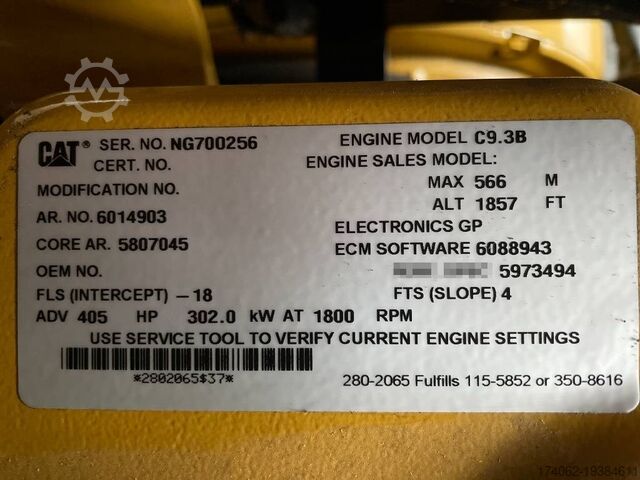 CAT® SER. NO. NG700256 ENGINE MODEL C9.3B
CERT. NO. ENGINE SALES MODEL:
MODIFICATION NO. MAX 566 M
AR. NO. 6014903 ALT 1857 FT
CORE AR. 5807045 ELECTRONICS GP
ECM SOFTWARE 6088943
OEM NO. 5973494
FLS (INTERCEPT) -18 FTS (SLOPE) 4
ADV 405 HP 302.0 kW AT 1800 RPM
USE SERVICE TOOL TO VERIFY CURRENT ENGINE SETTINGS
*2802065$37* 280-2065 Fulfills 115-5852 or 350-8616
174062-19384611